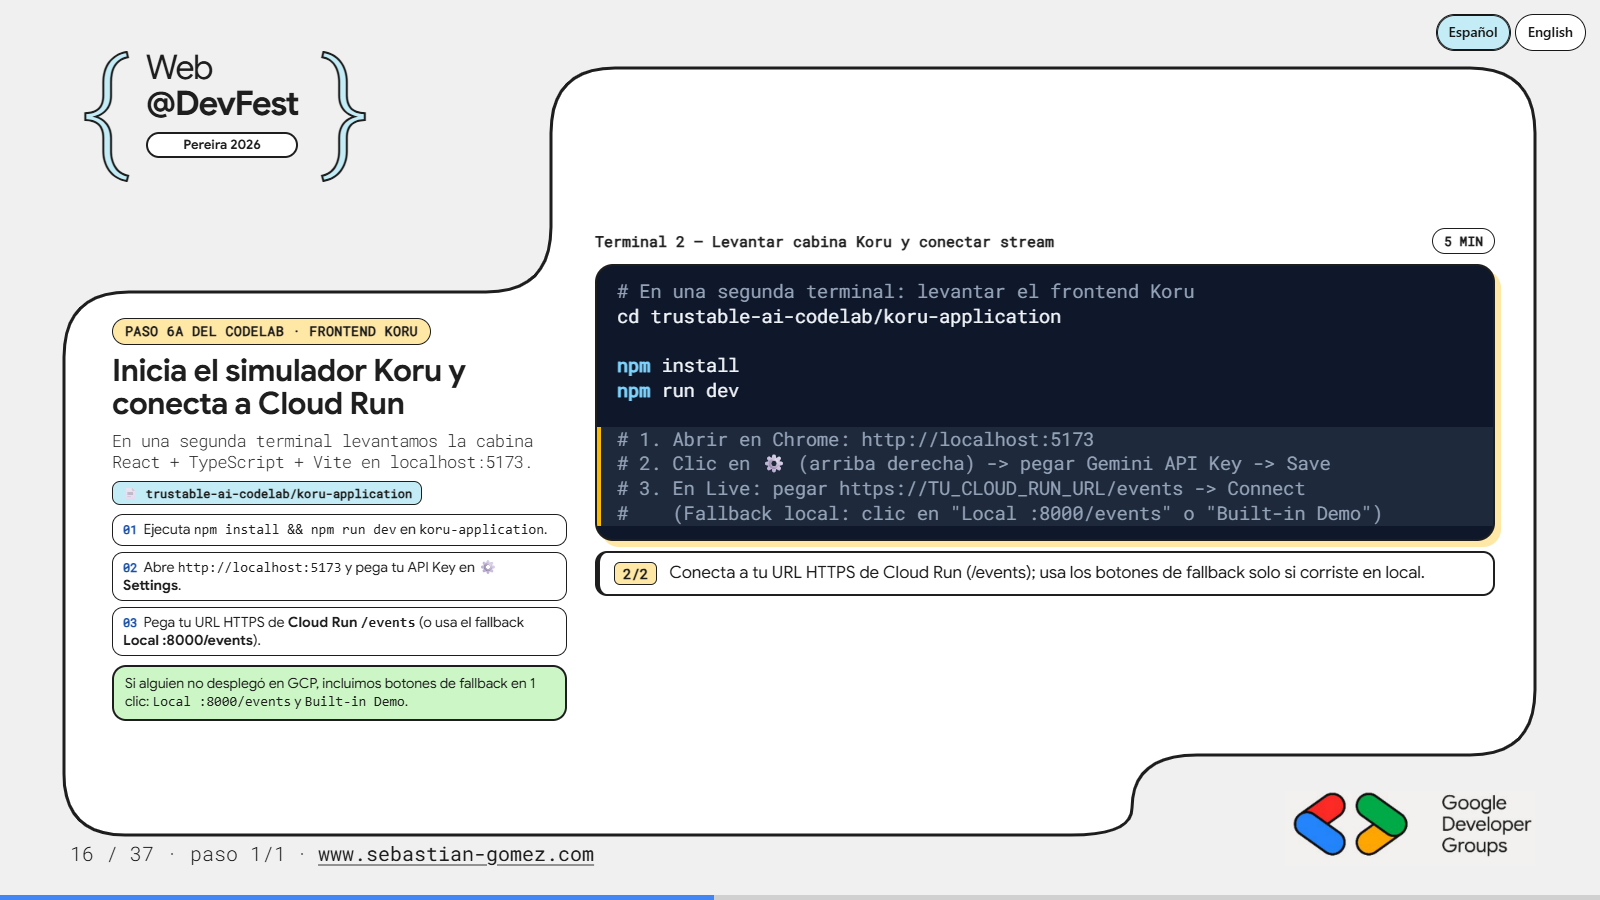 Español
English
Web
@DevFest
Pereira 2026
PASO 6A DEL CODELAB · FRONTEND KORU
Inicia el simulador Koru y
conecta a Cloud Run
En una segunda terminal levantamos la cabina
React + TypeScript + Vite en localhost:5173.
trustable-ai-codelab/koru-application
01 Ejecuta npm install && npm run dev en koru-application.
02 Abre http://localhost:5173 y pega tu API Key en ⚙️
Settings.
03 Pega tu URL HTTPS de Cloud Run /events (o usa el fallback
Local :8000/events).
Si alguien no desplegó en GCP, incluimos botones de fallback en 1
clic: Local :8000/events y Built-in Demo.
Terminal 2 — Levantar cabina Koru y conectar stream
5 MIN
# En una segunda terminal: levantar el frontend Koru
cd trustable-ai-codelab/koru-application
npm install
npm run dev
# 1. Abrir en Chrome: http://localhost:5173
# 2. Clic en ⚙️ (arriba derecha) -> pegar Gemini API Key -> Save
# 3. En Live: pegar https://TU_CLOUD_RUN_URL/events -> Connect
# (Fallback local: clic en "Local :8000/events" o "Built-in Demo")
2/2 Conecta a tu URL HTTPS de Cloud Run (/events); usa los botones de fallback solo si corriste en local.
16 / 37 · paso 1/1 · www.sebastian-gomez.com
Google
Developer
Groups